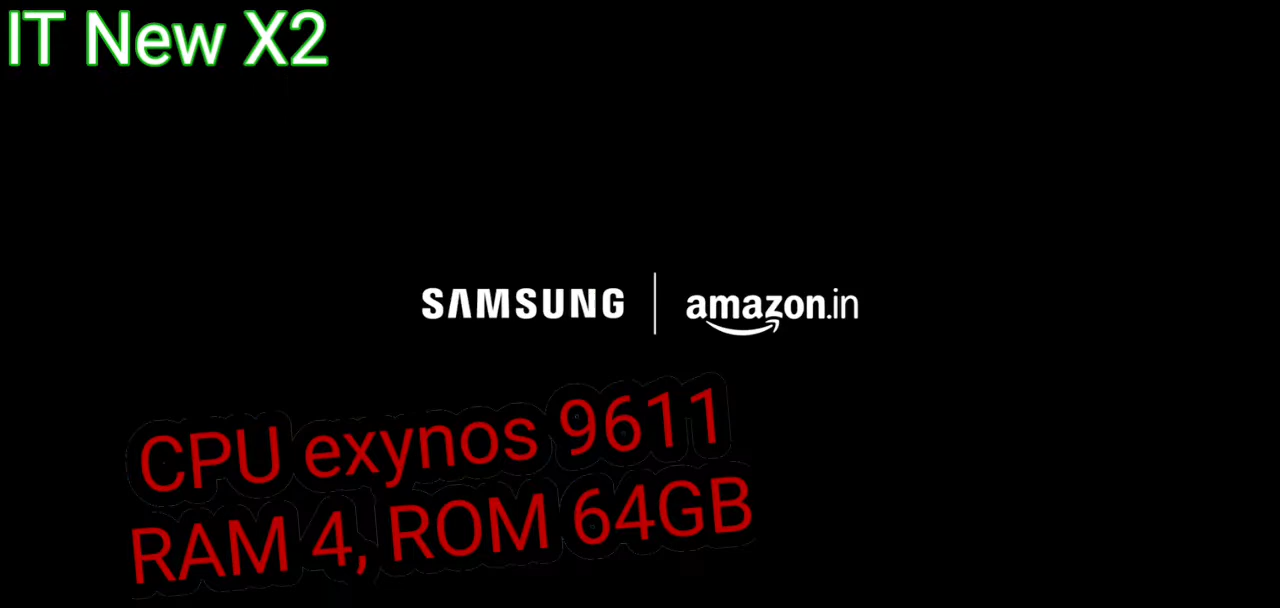 IT New X2
SAMSUNG | amazon.in
CPU exynos 9611
RAM 4, ROM 64GB